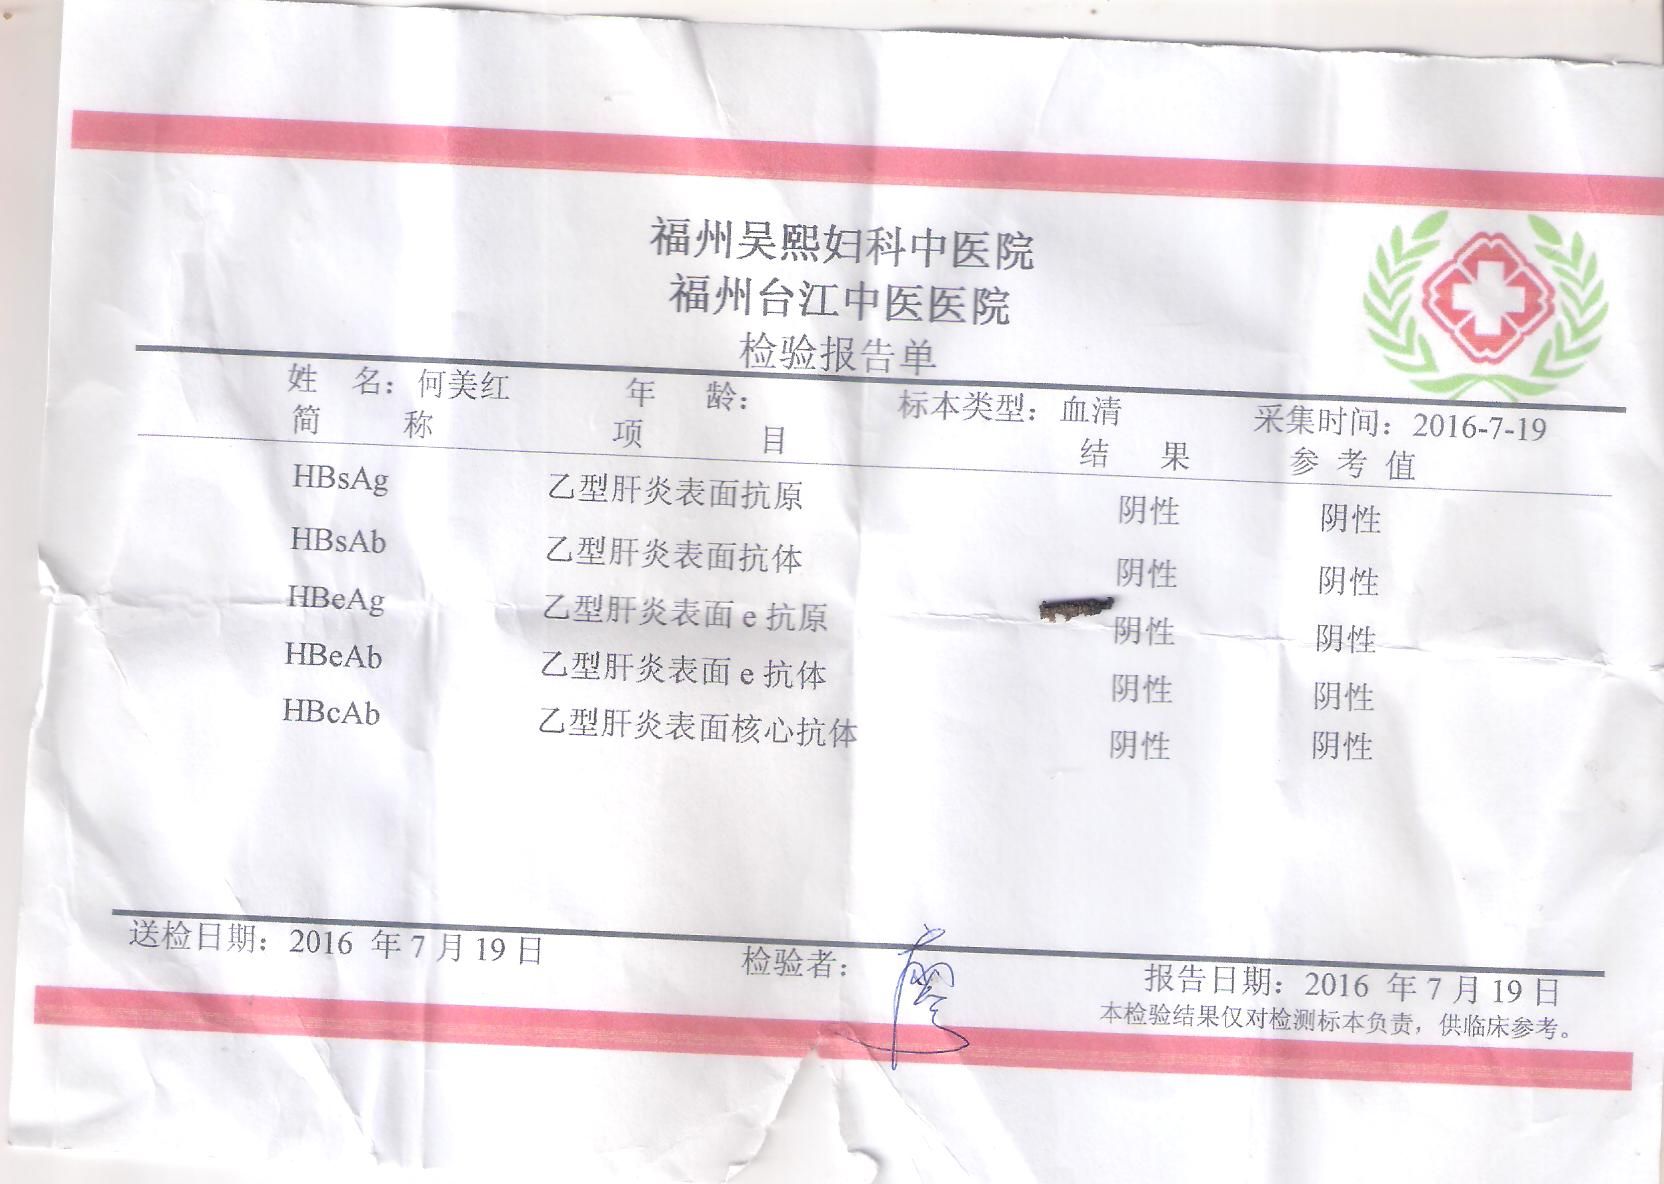 福州吴熙妇科中医院
福州台江中医医院
检验报告单
姓 名：何美红 年 龄： 标本类型：血清 采集时间：2016-7-19
简 称 项 目 结 果 参 考 值
HBsAg 乙型肝炎表面抗原 阴性 阴性
HBsAb 乙型肝炎表面抗体 阴性 阴性
HBeAg 乙型肝炎表面 e 抗原 阴性 阴性
HBeAb 乙型肝炎表面 e 抗体 阴性 阴性
HBcAb 乙型肝炎表面核心抗体 阴性 阴性
送检日期：2016 年 7 月 19 日 检验者： 报告日期：2016 年 7 月 19 日
本检验结果仅对检测标本负责，供临床参考。